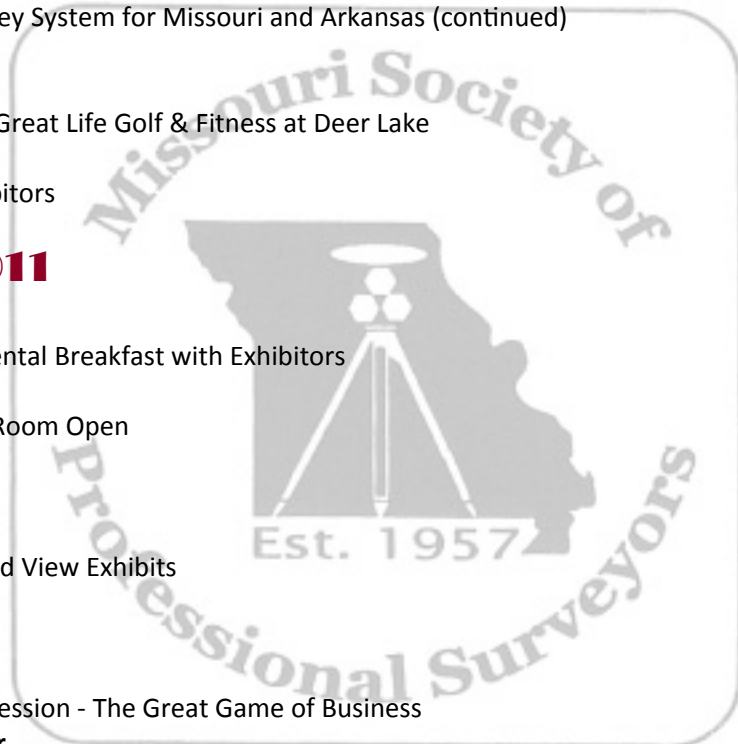 ey System for Missouri and Arkansas (continued)
Great Life Golf & Fitness at Deer Lake
bitors
011
ental Breakfast with Exhibitors
Room Open
d View Exhibits
ession - The Great Game of Business
r
Missouri Society of
Professional Surveyors
Est. 1957